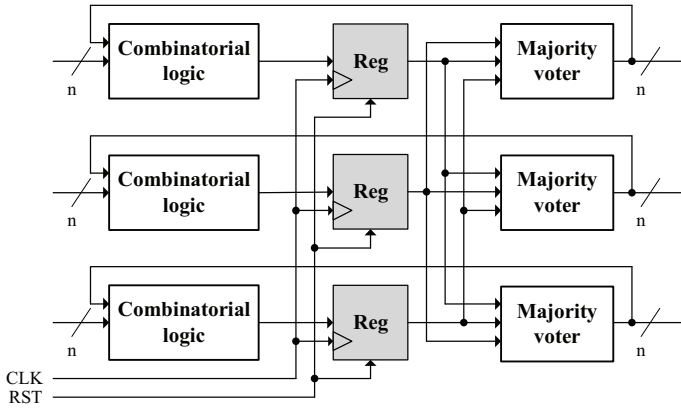 Combinatorial
logic
Reg
Majority
voter
n
n
Combinatorial
logic
Reg
Majority
voter
n
n
Combinatorial
logic
Reg
Majority
voter
n
n
CLK
RST